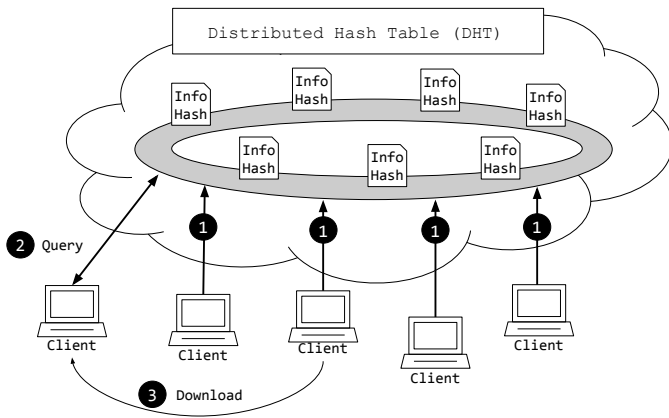 Distributed Hash Table (DHT)
Info
Hash
Info
Hash
Info
Hash
Info
Hash
Info
Hash
Info
Hash
Info
Hash
1
1
1
1
2 Query
Client
Client
Client
Client
Client
3 Download